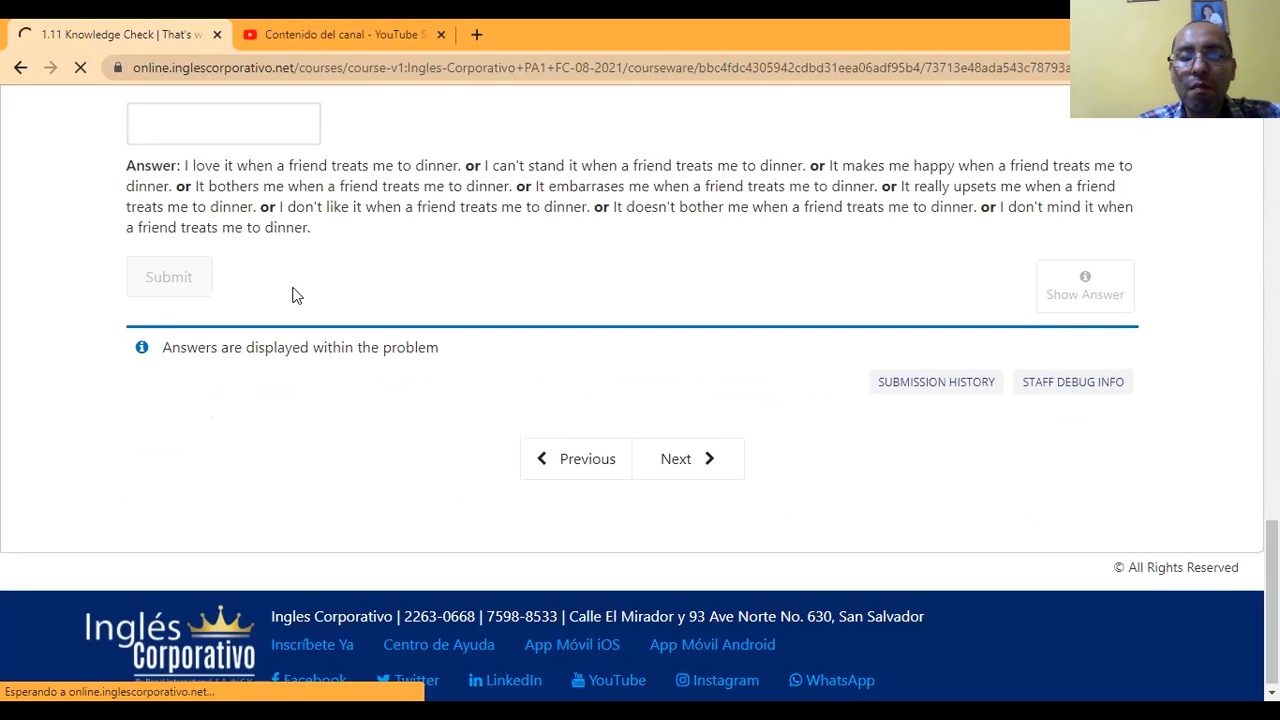 1.11 Knowledge Check | That's w
Contenido del canal - YouTube S
online.inglescorporativo.net/courses/course-v1:Ingles-Corporativo+PA1+FC-08-2021/courseware/bbc4fdc4305942cdbd31eea06adf95b4/73713e48ada543c78793a
Answer: I love it when a friend treats me to dinner. or I can't stand it when a friend treats me to dinner. or It makes me happy when a friend treats me to
dinner. or It bothers me when a friend treats me to dinner. or It embarrases me when a friend treats me to dinner. or It really upsets me when a friend
treats me to dinner. or I don't like it when a friend treats me to dinner. or It doesn't bother me when a friend treats me to dinner. or I don't mind it when
a friend treats me to dinner.
Submit
Show Answer
Answers are displayed within the problem
SUBMISSION HISTORY
STAFF DEBUG INFO
Previous
Next
© All Rights Reserved
Inglés
Corporativo
Ingles Corporativo | 2263-0668 | 7598-8533 | Calle El Mirador y 93 Ave Norte No. 630, San Salvador
Inscríbete Ya Centro de Ayuda App Móvil iOS App Móvil Android
Facebook Twitter LinkedIn YouTube Instagram WhatsApp
Esperando a online.inglescorporativo.net...